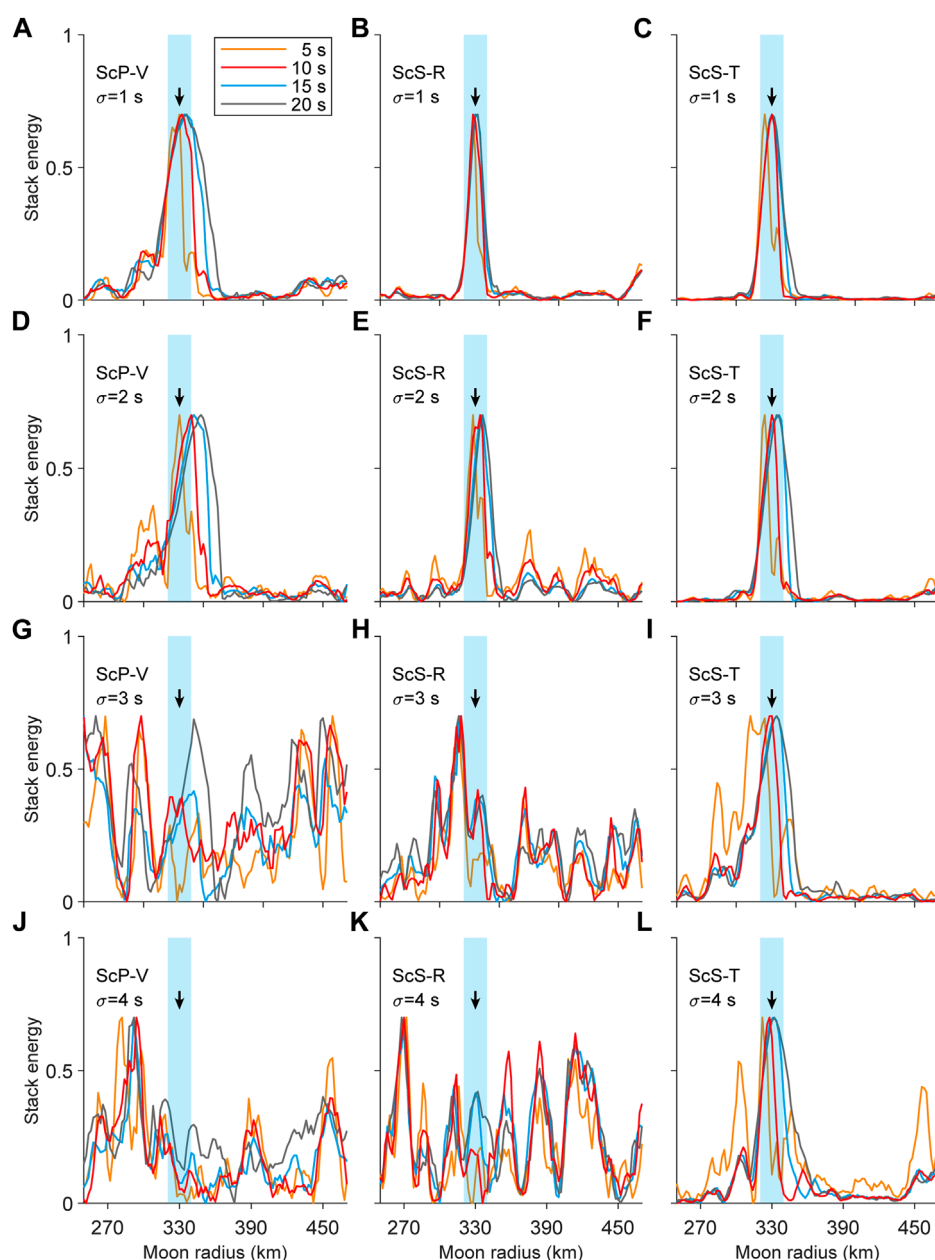 A
B
C
1
0.5
0
Stack energy
ScP-V
σ=1 s
5 s
10 s
15 s
20 s
ScS-R
σ=1 s
ScS-T
σ=1 s
D
E
F
1
0.5
0
Stack energy
ScP-V
σ=2 s
ScS-R
σ=2 s
ScS-T
σ=2 s
G
H
I
1
0.5
0
Stack energy
ScP-V
σ=3 s
ScS-R
σ=3 s
ScS-T
σ=3 s
J
K
L
1
0.5
0
Stack energy
ScP-V
σ=4 s
ScS-R
σ=4 s
ScS-T
σ=4 s
270 330 390 450
270 330 390 450
270 330 390 450
Moon radius (km)
Moon radius (km)
Moon radius (km)